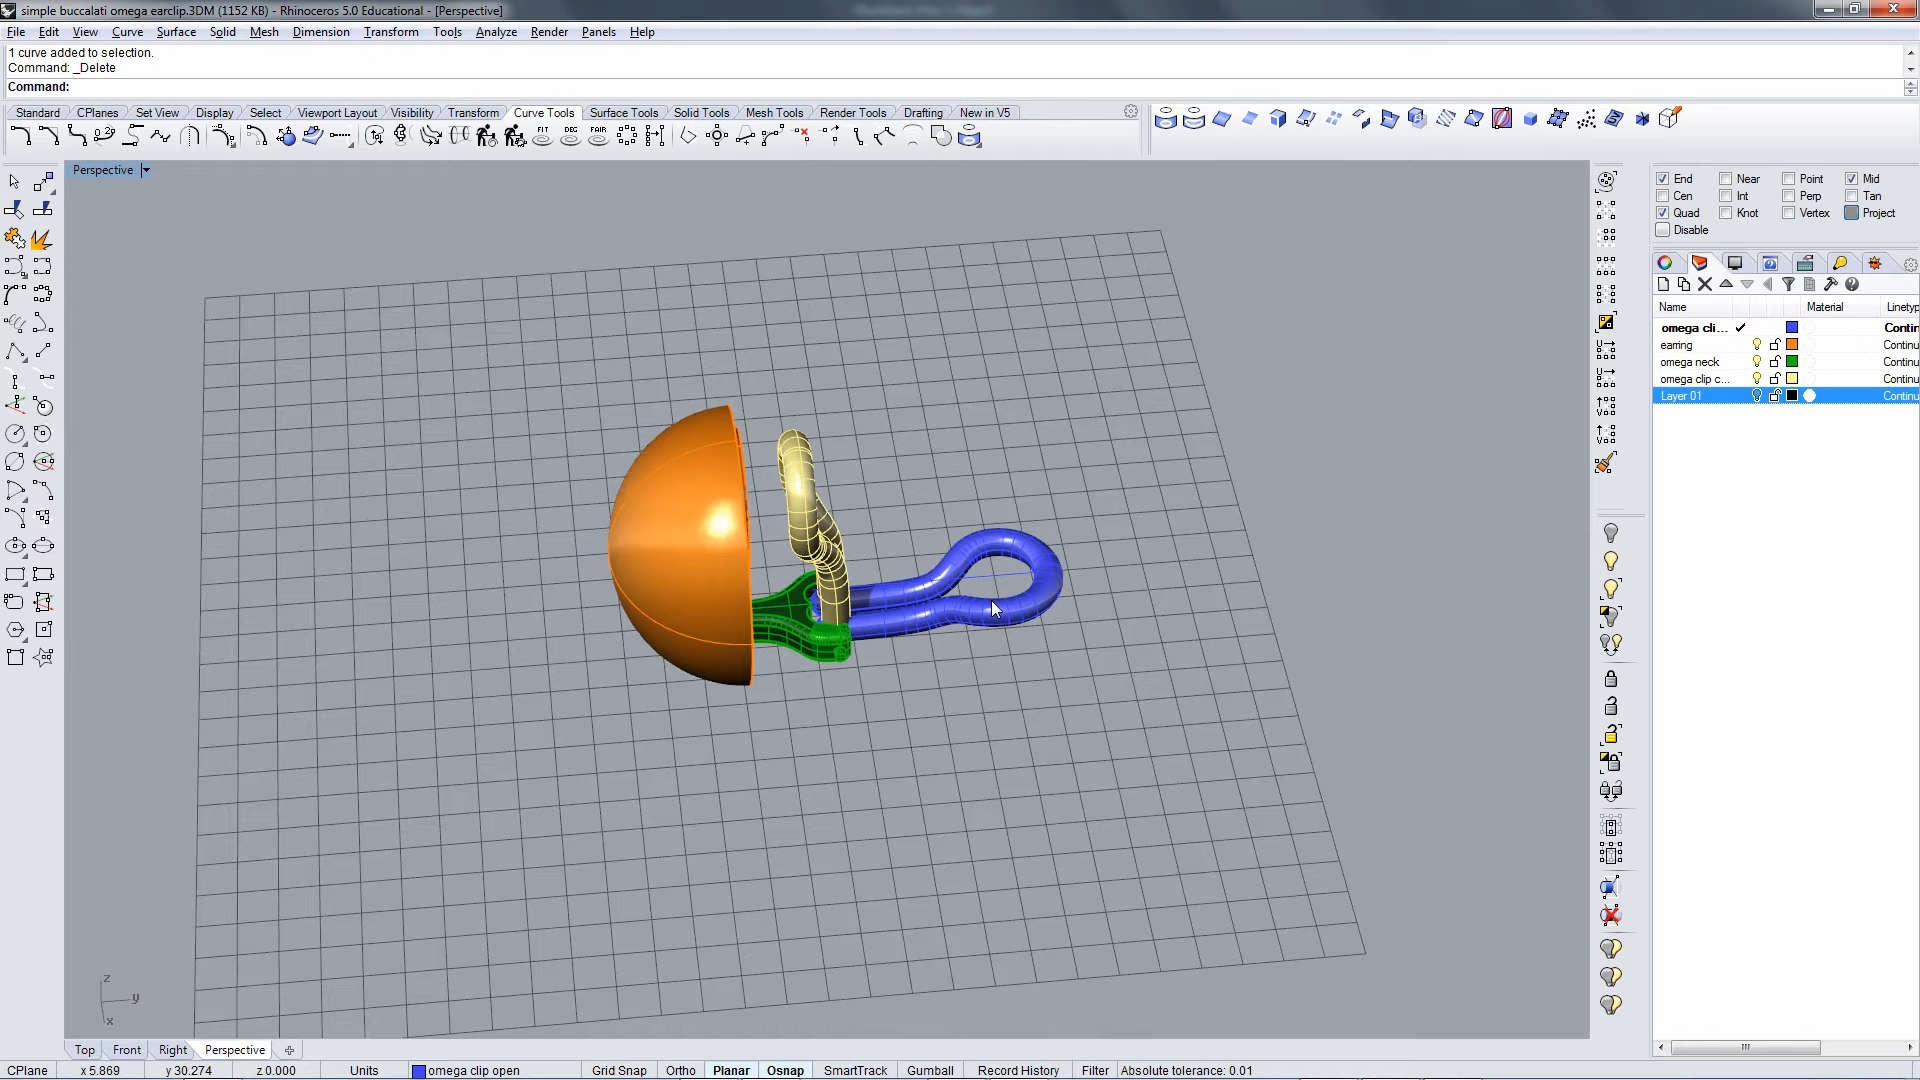 simple buccalati omega earclip.3DM (1152 KB) - Rhinoceros 5.0 Educational - [Perspective]
File Edit View Curve Surface Solid Mesh Dimension Transform Tools Analyze Render Panels Help
1 curve added to selection.
Command: _Delete
Command:
Standard CPlanes Set View Display Select Viewport Layout Visibility Transform Curve Tools Surface Tools Solid Tools Mesh Tools Render Tools Drafting New in V5
FIT DEG FAIR
Perspective
End Near Point Mid
Cen Int Perp Tan
Quad Knot Vertex Project
Disable
Name Material Linetyp
omega cli... Contin
earring Continu
omega neck Continu
omega clip c... Continu
Layer 01 Continu
z
y
x
Top Front Right Perspective
CPlane x 5.869 y 30.274 z 0.000 Units omega clip open Grid Snap Ortho Planar Osnap SmartTrack Gumball Record History Filter Absolute tolerance: 0.01